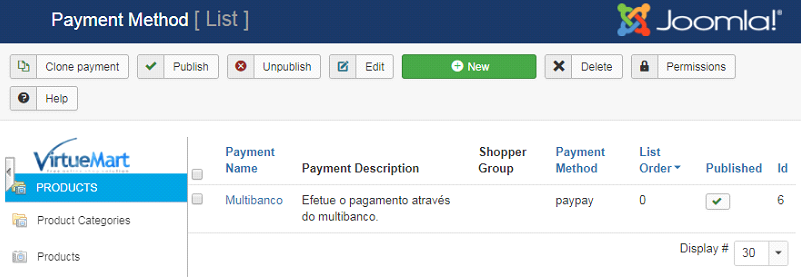 Payment Method [ List ]
Joomla!®
Clone payment
Publish
Unpublish
Edit
New
Delete
Permissions
Help
VirtueMart
PRODUCTS
Product Categories
Products
Payment Name
Payment Description
Shopper Group
Payment Method
List Order
Published
Id
Multibanco
Efetue o pagamento através
do multibanco.
paypay
0
6
Display #
30